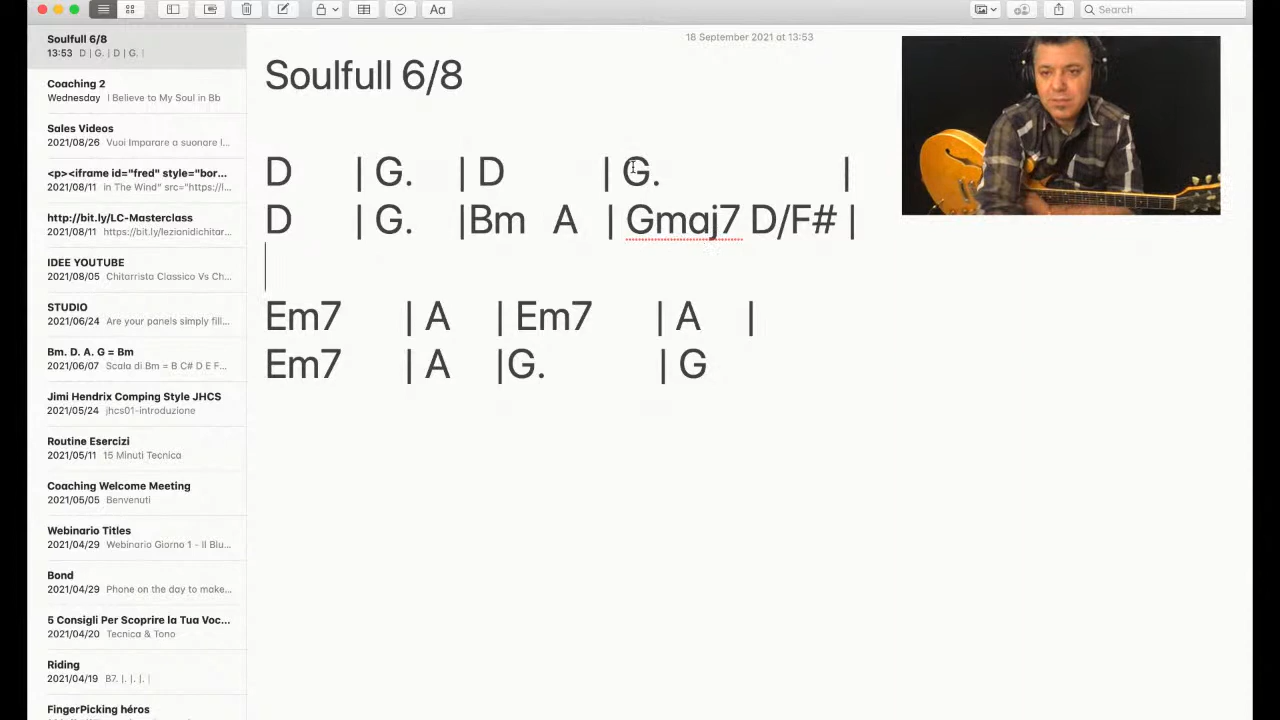 Aa
Search
Soulfull 6/8
13:53 D | G. | D | G. |
Coaching 2
Wednesday I Believe to My Soul in Bb
Sales Videos
2021/08/26 Vuoi Imparare a suonare l...
<p><iframe id="fred" style="bor...
2021/08/11 in The Wind" src="https://l...
http://bit.ly/LC-Masterclass
2021/08/11 https://lezionidichitar...
IDEE YOUTUBE
2021/08/05 Chitarrista Classico Vs Ch...
STUDIO
2021/06/24 Are your panels simply fill...
Bm. D. A. G = Bm
2021/06/07 Scala di Bm = B C# D E F...
Jimi Hendrix Comping Style JHCS
2021/05/24 jhcs01-introduzione
Routine Esercizi
2021/05/11 15 Minuti Tecnica
Coaching Welcome Meeting
2021/05/05 Benvenuti
Webinario Titles
2021/04/29 Webinario Giorno 1 - Il Blu...
Bond
2021/04/29 Phone on the day to make...
5 Consigli Per Scoprire la Tua Voc...
2021/04/20 Tecnica & Tono
Riding
2021/04/19 B7. |. |. |. |
FingerPicking héros
18 September 2021 at 13:53
Soulfull 6/8
D | G. | D | G. |
D | G. |Bm A | Gmaj7 D/F# |
Em7 | A | Em7 | A |
Em7 | A |G. | G